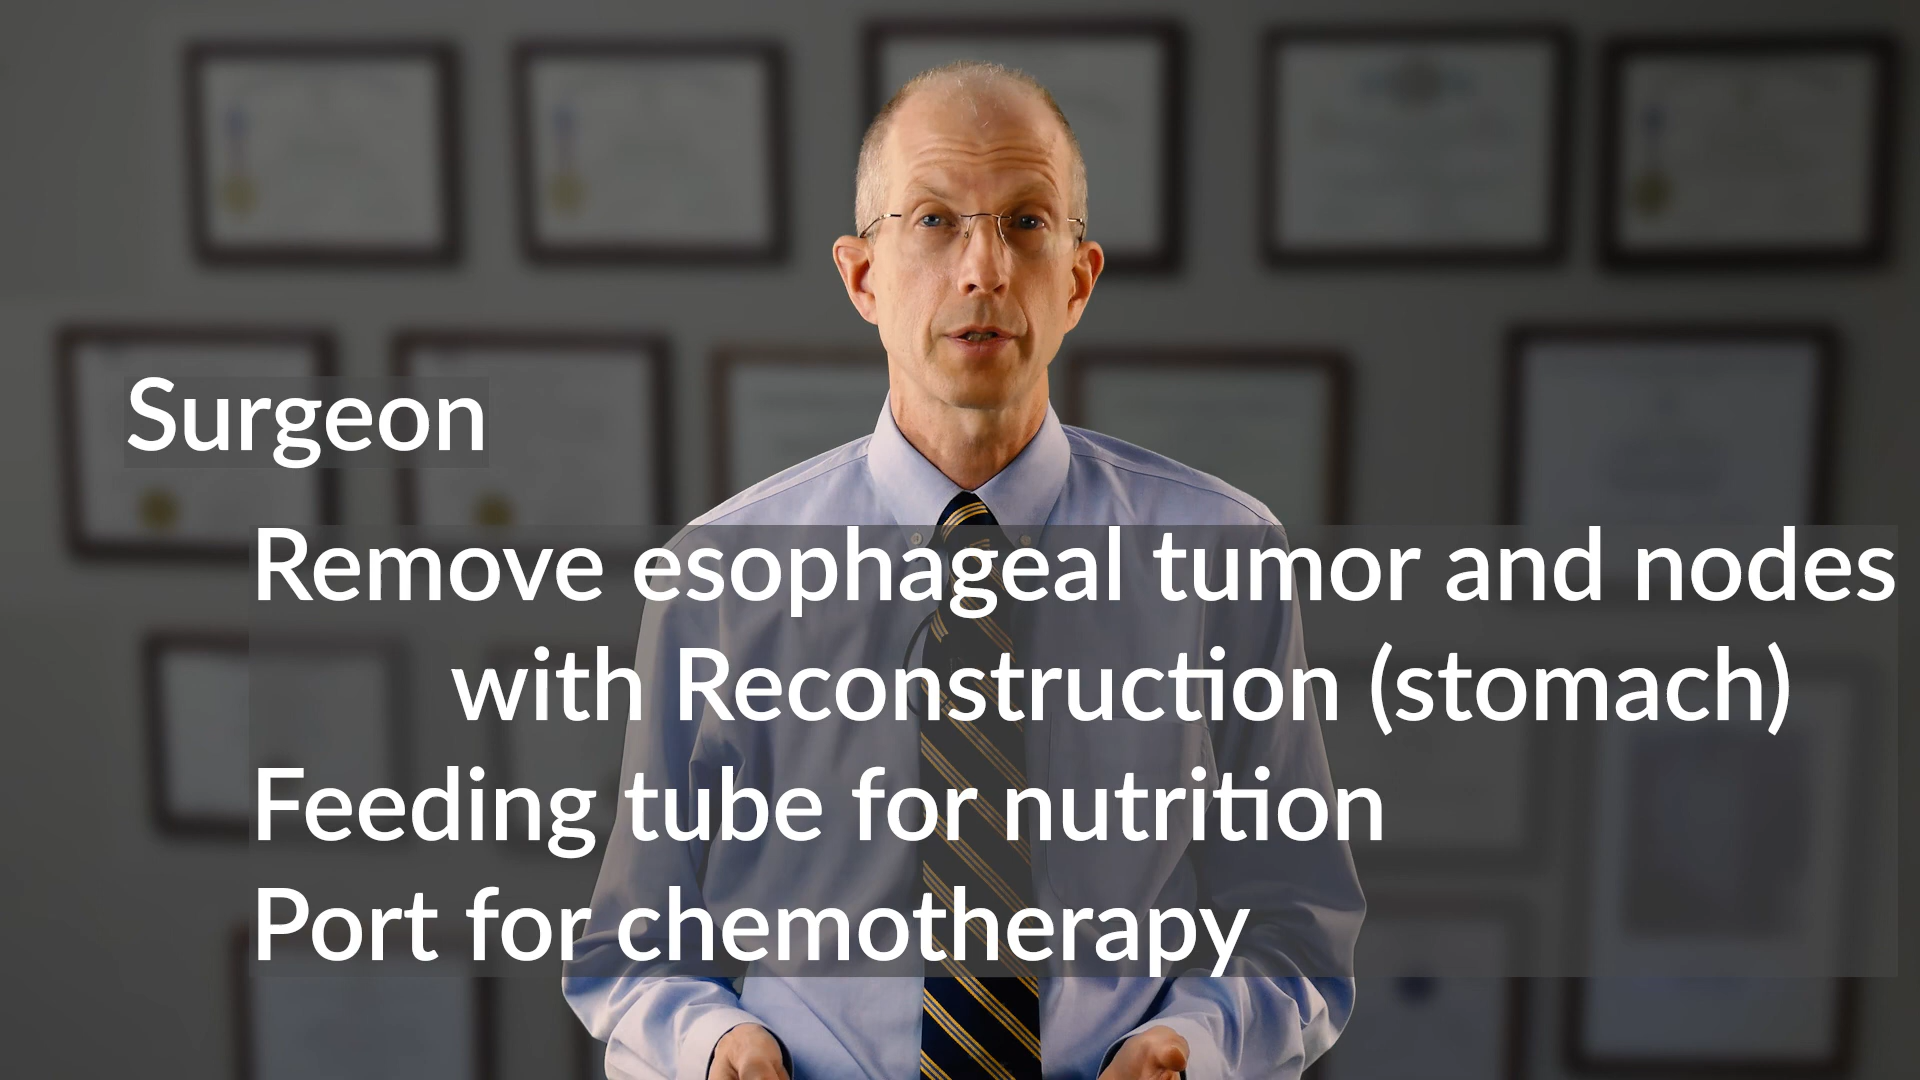 Surgeon
Remove esophageal tumor and nodes
with Reconstruction (stomach)
Feeding tube for nutrition
Port for chemotherapy